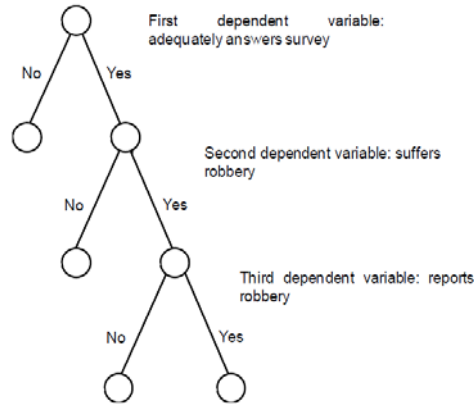 First dependent variable:
adequately answers survey
No
Yes
Second dependent variable: suffers
robbery
No
Yes
Third dependent variable: reports
robbery
No
Yes